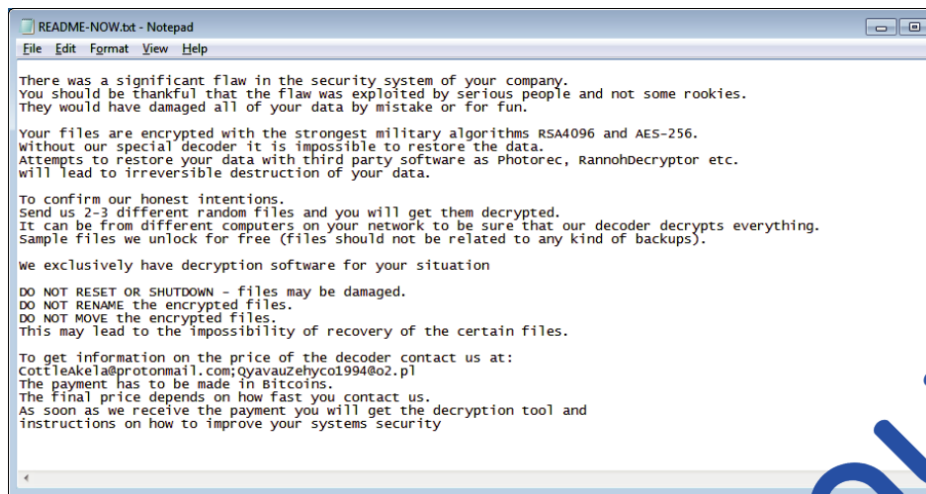 README-NOW.txt - Notepad
File Edit Format View Help
There was a significant flaw in the security system of your company.
You should be thankful that the flaw was exploited by serious people and not some rookies.
They would have damaged all of your data by mistake or for fun.
Your files are encrypted with the strongest military algorithms RSA4096 and AES-256.
Without our special decoder it is impossible to restore the data.
Attempts to restore your data with third party software as Photorec, RannohDecryptor etc.
will lead to irreversible destruction of your data.
To confirm our honest intentions.
Send us 2-3 different random files and you will get them decrypted.
It can be from different computers on your network to be sure that our decoder decrypts everything.
Sample files we unlock for free (files should not be related to any kind of backups).
We exclusively have decryption software for your situation
DO NOT RESET OR SHUTDOWN - files may be damaged.
DO NOT RENAME the encrypted files.
DO NOT MOVE the encrypted files.
This may lead to the impossibility of recovery of the certain files.
To get information on the price of the decoder contact us at:
CottleAkela@protonmail.com;QyavauZehyco1994@o2.pl
The payment has to be made in Bitcoins.
The final price depends on how fast you contact us.
As soon as we receive the payment you will get the decryption tool and
instructions on how to improve your systems security